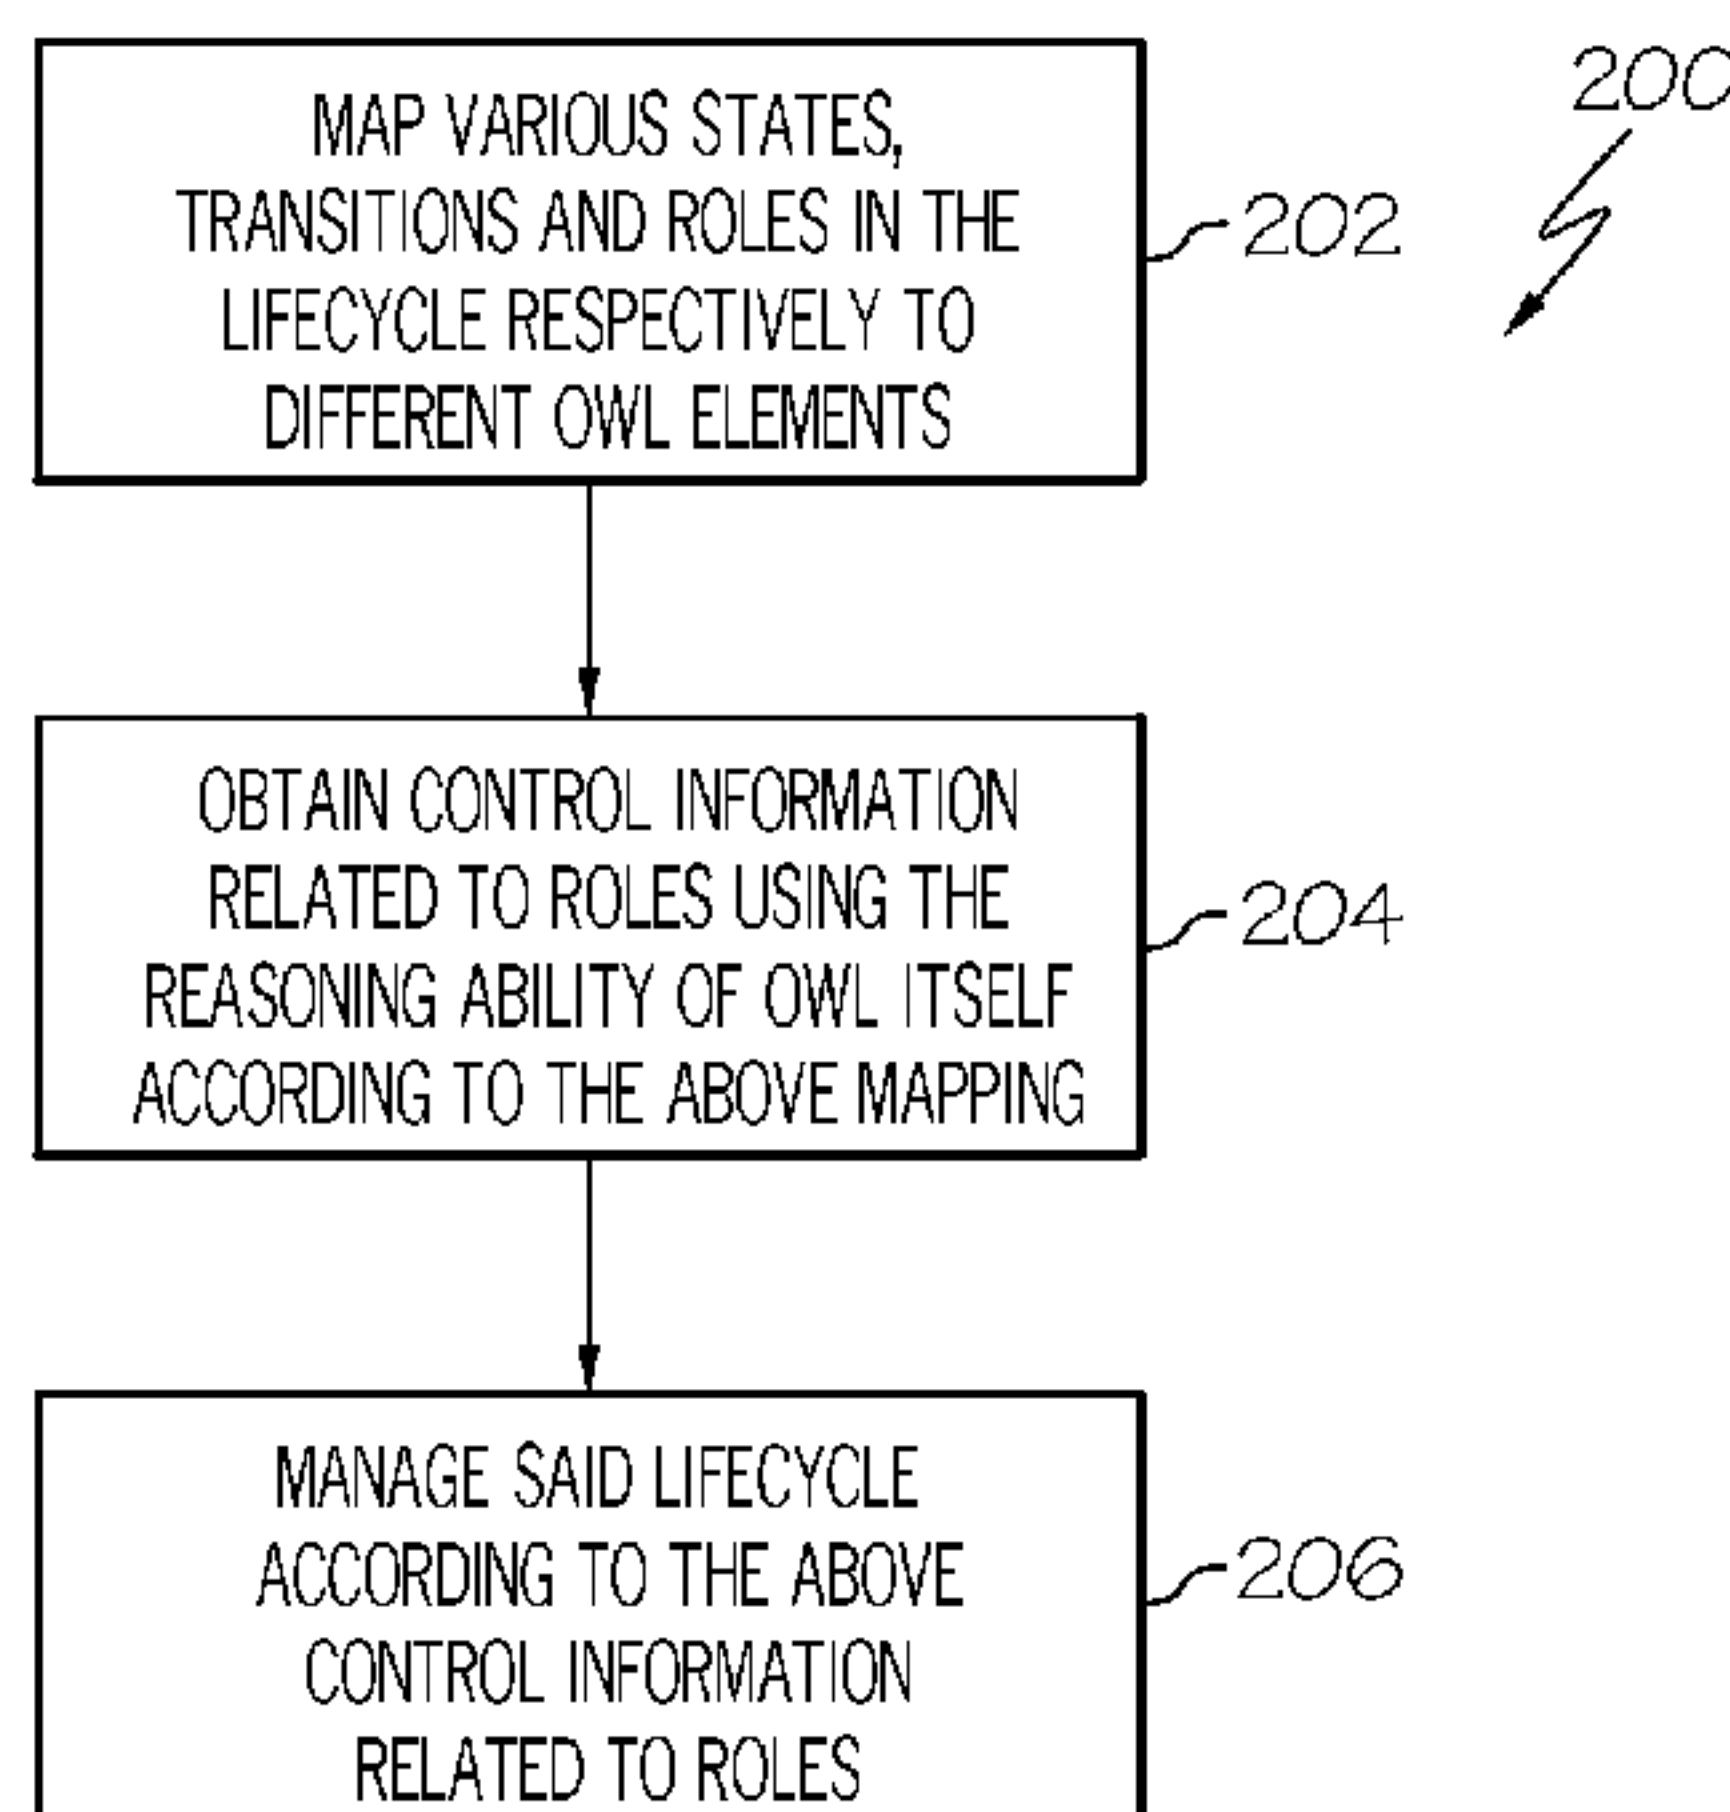 200
MAP VARIOUS STATES,
TRANSITIONS AND ROLES IN THE
LIFECYCLE RESPECTIVELY TO
DIFFERENT OWL ELEMENTS
202
OBTAIN CONTROL INFORMATION
RELATED TO ROLES USING THE
REASONING ABILITY OF OWL ITSELF
ACCORDING TO THE ABOVE MAPPING
204
MANAGE SAID LIFECYCLE
ACCORDING TO THE ABOVE
CONTROL INFORMATION
RELATED TO ROLES
206